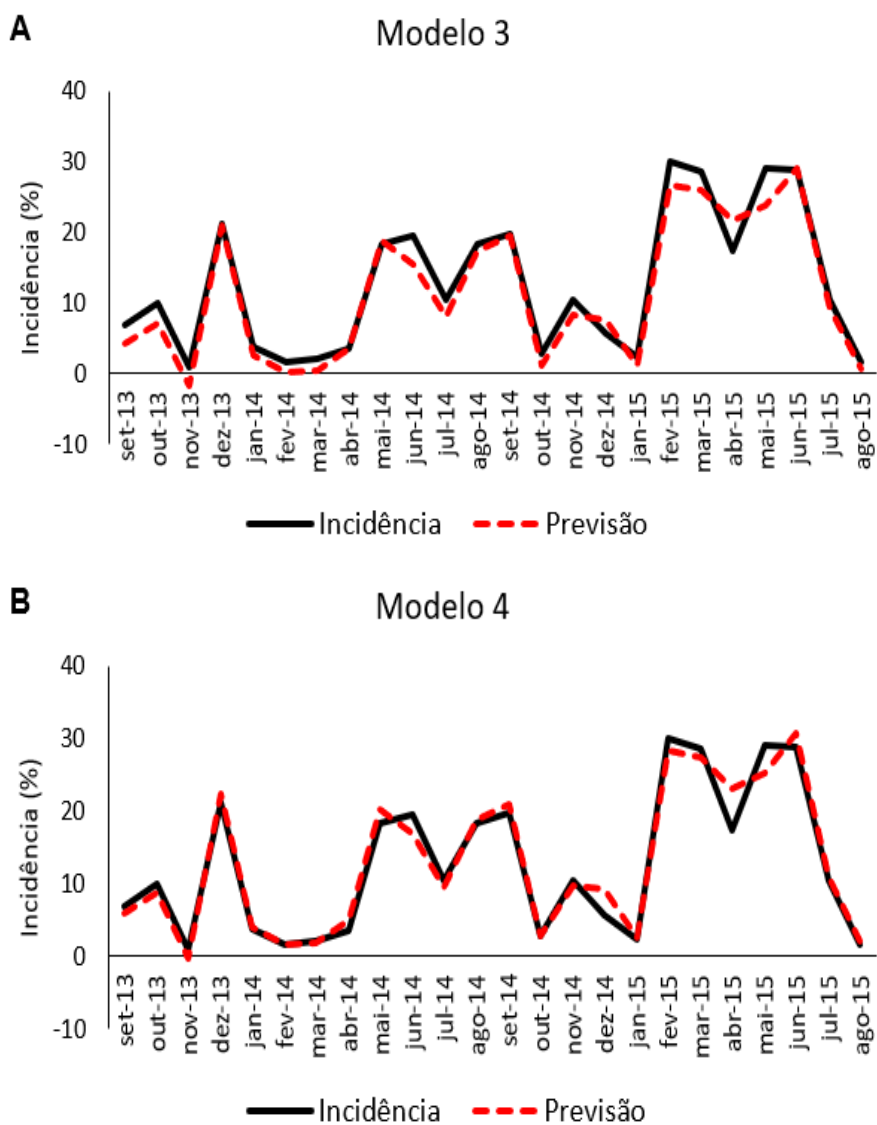 A
Modelo 3
Incidência (%)
40
30
20
10
0
-10
set-13
out-13
nov-13
dez-13
jan-14
fev-14
mar-14
abr-14
mai-14
jun-14
jul-14
ago-14
set-14
out-14
nov-14
dez-14
jan-15
fev-15
mar-15
abr-15
mai-15
jun-15
jul-15
ago-15
Incidência Previsão
B
Modelo 4
Incidência (%)
40
30
20
10
0
-10
set-13
out-13
nov-13
dez-13
jan-14
fev-14
mar-14
abr-14
mai-14
jun-14
jul-14
ago-14
set-14
out-14
nov-14
dez-14
jan-15
fev-15
mar-15
abr-15
mai-15
jun-15
jul-15
ago-15
Incidência Previsão